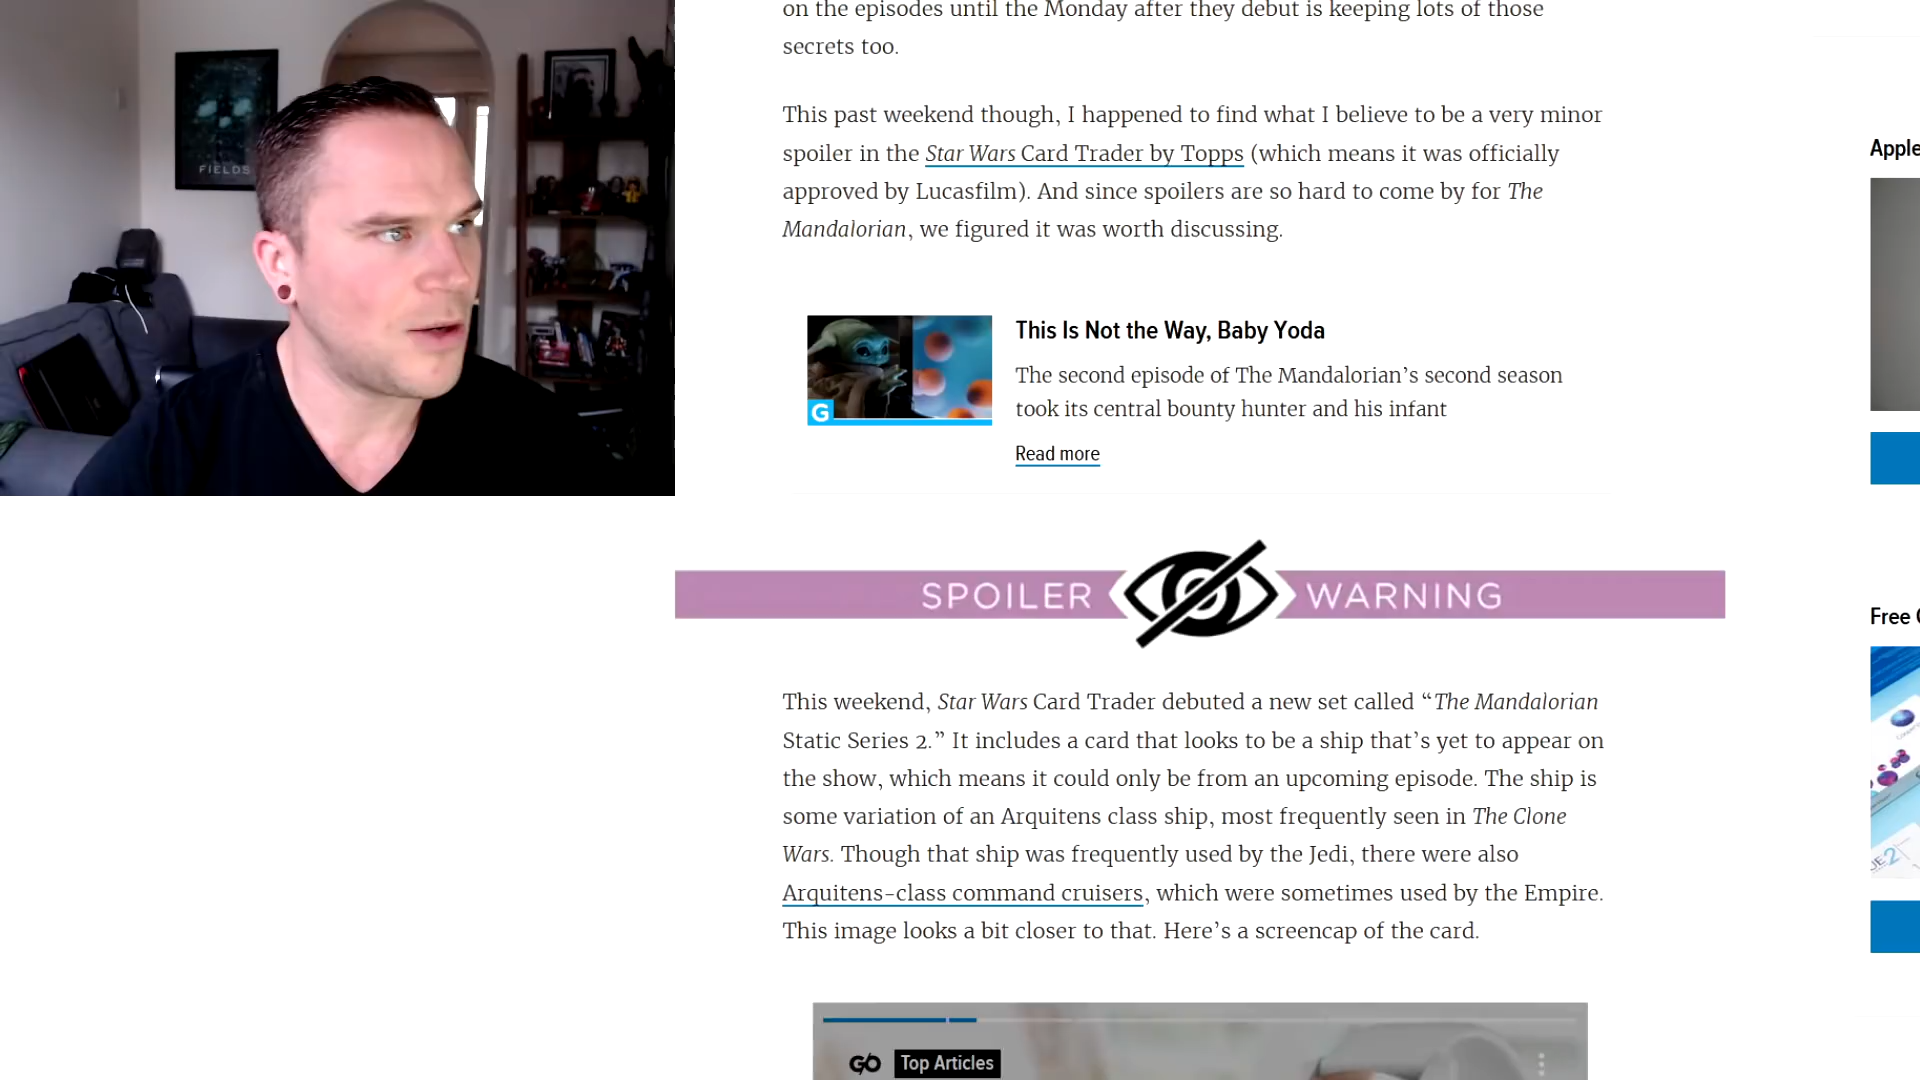 FIELDS
on the episodes until the Monday after they debut is keeping lots of those
secrets too.
This past weekend though, I happened to find what I believe to be a very minor
spoiler in the Star Wars Card Trader by Topps (which means it was officially
approved by Lucasfilm). And since spoilers are so hard to come by for The
Mandalorian, we figured it was worth discussing.
G
This Is Not the Way, Baby Yoda
The second episode of The Mandalorian’s second season
took its central bounty hunter and his infant
Read more
SPOILER WARNING
This weekend, Star Wars Card Trader debuted a new set called “The Mandalorian
Static Series 2.” It includes a card that looks to be a ship that’s yet to appear on
the show, which means it could only be from an upcoming episode. The ship is
some variation of an Arquitens class ship, most frequently seen in The Clone
Wars. Though that ship was frequently used by the Jedi, there were also
Arquitens-class command cruisers, which were sometimes used by the Empire.
This image looks a bit closer to that. Here’s a screencap of the card.
Top Articles
Apple
Free